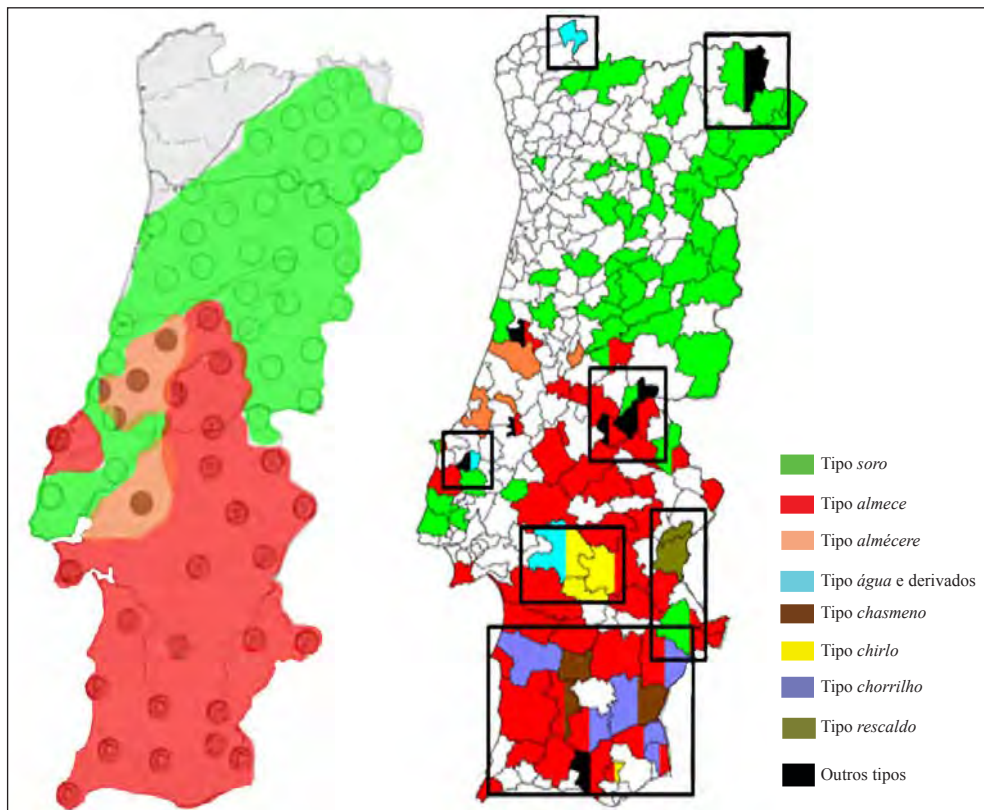 Tipo soro
Tipo almece
Tipo almécere
Tipo água e derivados
Tipo chasmeno
Tipo chirlo
Tipo chorrilho
Tipo rescaldo
Outros tipos